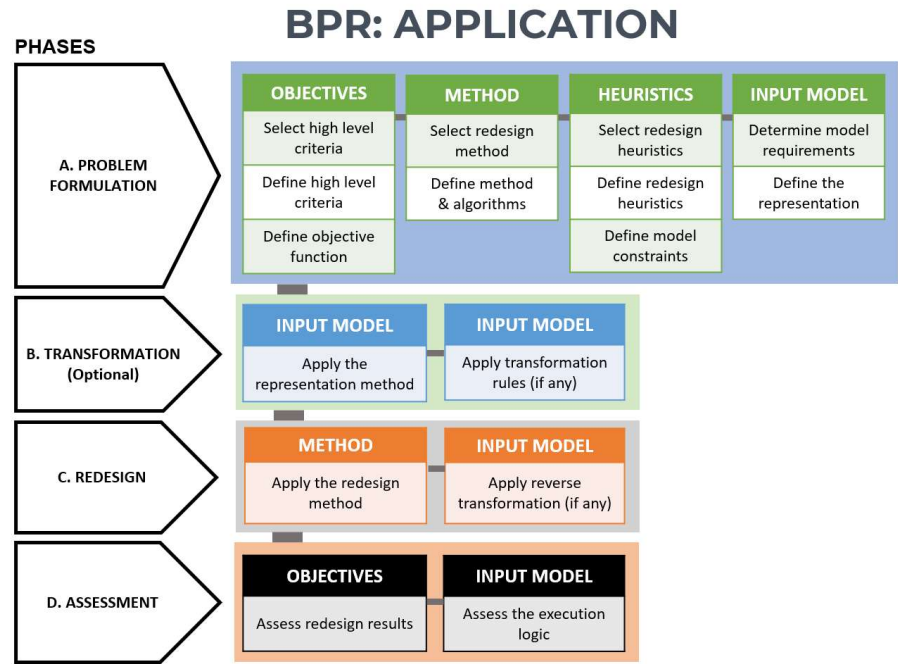 BPR: APPLICATION
PHASES
A. PROBLEM
FORMULATION
OBJECTIVES
Select high level
criteria
Define high level
criteria
Define objective
function
METHOD
Select redesign
method
Define method
& algorithms
HEURISTICS
Select redesign
heuristics
Define redesign
heuristics
Define model
constraints
INPUT MODEL
Determine model
requirements
Define the
representation
B. TRANSFORMATION
(Optional)
INPUT MODEL
Apply the
representation method
INPUT MODEL
Apply transformation
rules (if any)
C. REDESIGN
METHOD
Apply the redesign
method
INPUT MODEL
Apply reverse
transformation (if any)
D. ASSESSMENT
OBJECTIVES
Assess redesign results
INPUT MODEL
Assess the execution
logic